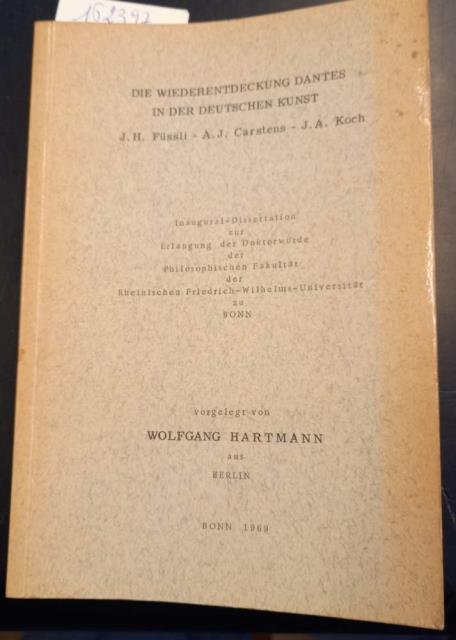 162397
DIE WIEDERENTDECKUNG DANTES
IN DER DEUTSCHEN KUNST
J.H. Füssli - A.J. Carstens - J.A. Koch
Inaugural-Dissertation
zur
Erlangung der Doktorwürde
der
Philosophischen Fakultät
der
Rheinischen Friedrich-Wilhelms-Universität
zu
BONN
vorgelegt von
WOLFGANG HARTMANN
aus
BERLIN
BONN 1969